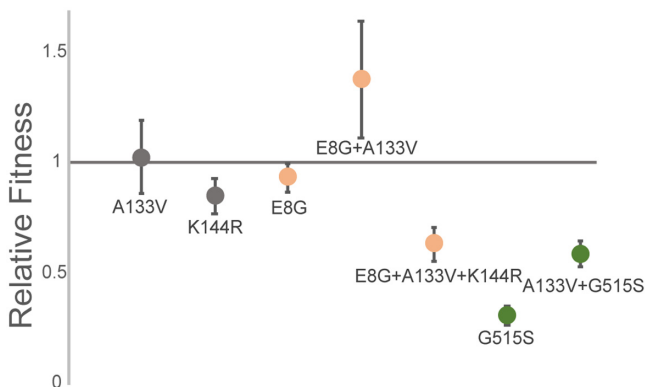 Relative Fitness
1.5
1
0.5
0
A133V
K144R
E8G
E8G+A133V
E8G+A133V+K144R
G515S
A133V+G515S